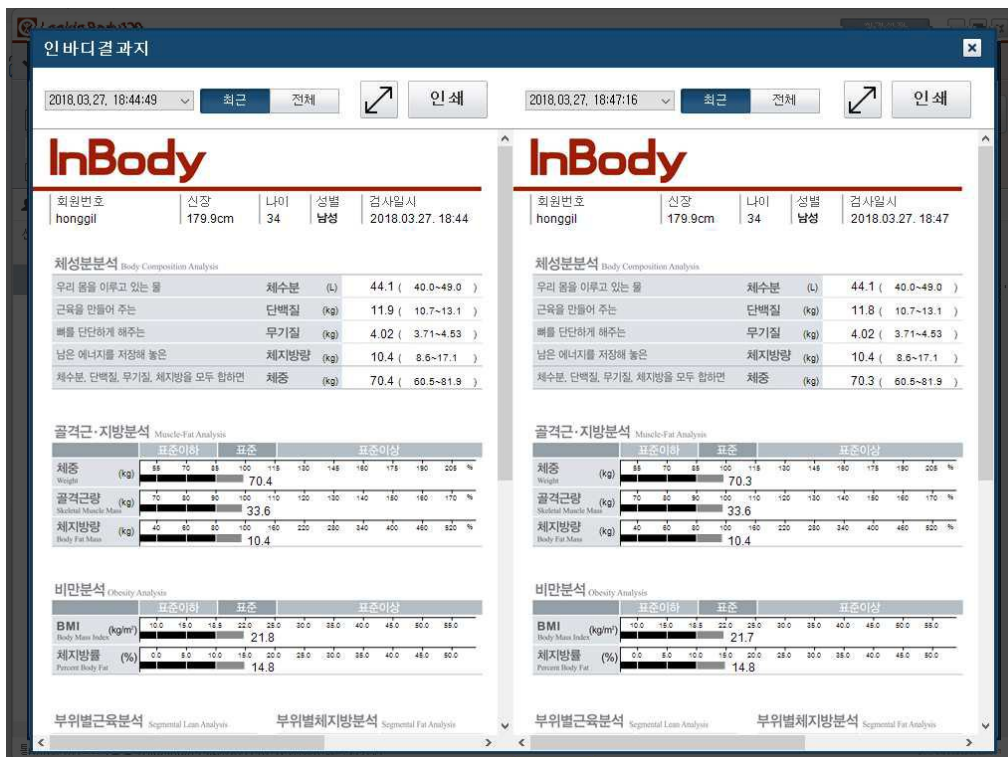 인바디결과지
2018,03,27, 18:44:49 최근 전체 인쇄
InBody
회원번호 신장 나이 성별 검사일시
honggil 179.9cm 34 남성 2018.03.27. 18:44
체성분분석 Body Composition Analysis
우리 몸을 이루고 있는 물 체수분 (L) 44.1 ( 40.0~49.0 )
근육을 만들어 주는 단백질 (kg) 11.9 ( 10.7~13.1 )
뼈를 단단하게 해주는 무기질 (kg) 4.02 ( 3.71~4.53 )
남은 에너지를 저장해 놓은 체지방량 (kg) 10.4 ( 8.6~17.1 )
체수분, 단백질, 무기질, 체지방을 모두 합하면 체중 (kg) 70.4 ( 60.5~81.9 )
골격근·지방분석 Muscle-Fat Analysis
표준이하 표준 표준이상
체중 (kg) 55 70 85 100 115 130 145 160 175 190 205 %
Weight 70.4
골격근량 (kg) 70 80 90 100 110 120 130 140 150 160 170 %
Skeletal Muscle Mass 33.6
체지방량 (kg) 40 60 80 100 160 220 280 340 400 460 520 %
Body Fat Mass 10.4
비만분석 Obesity Analysis
표준이하 표준 표준이상
BMI (kg/m²) 10.0 15.0 18.5 22.0 25.0 30.0 35.0 40.0 45.0 50.0 55.0
Body Mass Index 21.8
체지방률 (%) 0.0 5.0 10.0 15.0 20.0 25.0 30.0 35.0 40.0 45.0 50.0
Percent Body Fat 14.8
부위별근육분석 Segmental Lean Analysis 부위별체지방분석 Segmental Fat Analysis
2018,03,27, 18:47:16 최근 전체 인쇄
InBody
회원번호 신장 나이 성별 검사일시
honggil 179.9cm 34 남성 2018.03.27. 18:47
체성분분석 Body Composition Analysis
우리 몸을 이루고 있는 물 체수분 (L) 44.1 ( 40.0~49.0 )
근육을 만들어 주는 단백질 (kg) 11.8 ( 10.7~13.1 )
뼈를 단단하게 해주는 무기질 (kg) 4.02 ( 3.71~4.53 )
남은 에너지를 저장해 놓은 체지방량 (kg) 10.4 ( 8.6~17.1 )
체수분, 단백질, 무기질, 체지방을 모두 합하면 체중 (kg) 70.3 ( 60.5~81.9 )
골격근·지방분석 Muscle-Fat Analysis
표준이하 표준 표준이상
체중 (kg) 55 70 85 100 115 130 145 160 175 190 205 %
Weight 70.3
골격근량 (kg) 70 80 90 100 110 120 130 140 150 160 170 %
Skeletal Muscle Mass 33.6
체지방량 (kg) 40 60 80 100 160 220 280 340 400 460 520 %
Body Fat Mass 10.4
비만분석 Obesity Analysis
표준이하 표준 표준이상
BMI (kg/m²) 10.0 15.0 18.5 22.0 25.0 30.0 35.0 40.0 45.0 50.0 55.0
Body Mass Index 21.7
체지방률 (%) 0.0 5.0 10.0 15.0 20.0 25.0 30.0 35.0 40.0 45.0 50.0
Percent Body Fat 14.8
부위별근육분석 Segmental Lean Analysis 부위별체지방분석 Segmental Fat Analysis